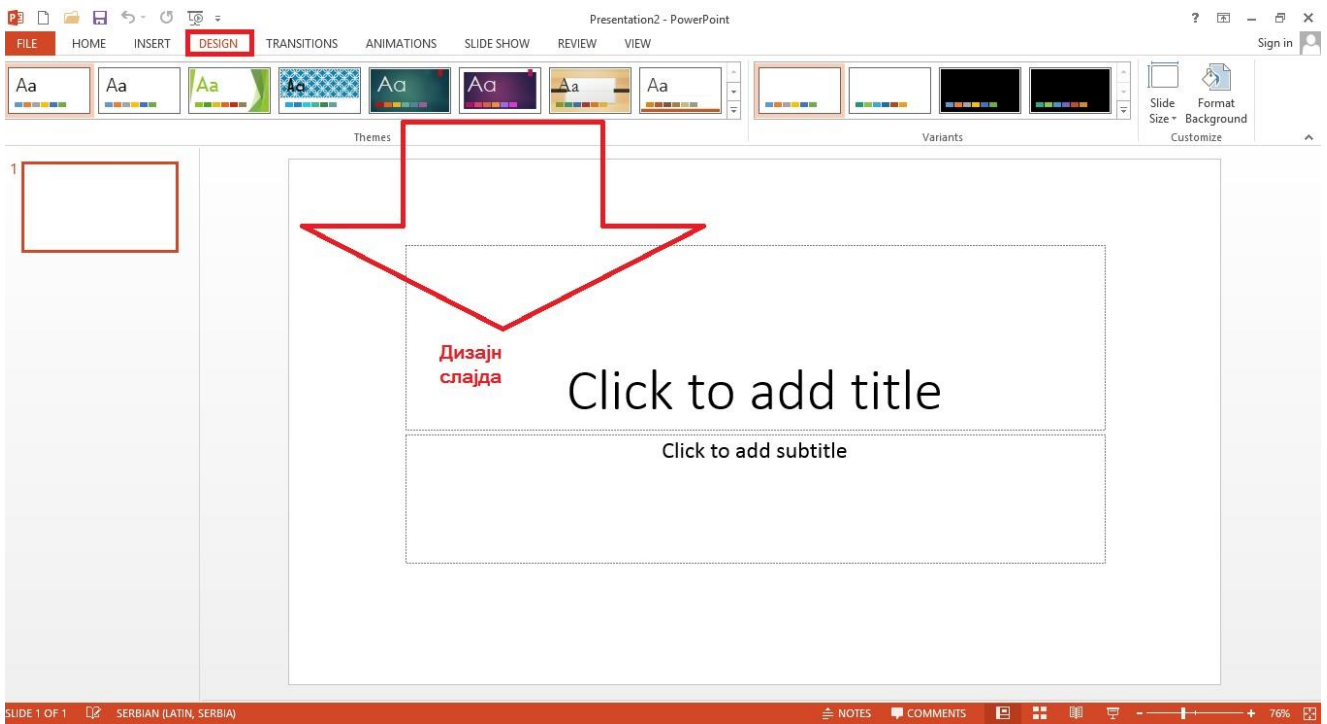 Presentation2 - PowerPoint
?
FILE HOME INSERT DESIGN TRANSITIONS ANIMATIONS SLIDE SHOW REVIEW VIEW Sign in
Aa Aa Aa Aa Aa Aa Aa Aa
Slide Format
Size Background
Themes Variants Customize
1
Дизајн
слајда
Click to add title
Click to add subtitle
SLIDE 1 OF 1 SERBIAN (LATIN, SERBIA) NOTES COMMENTS 76%